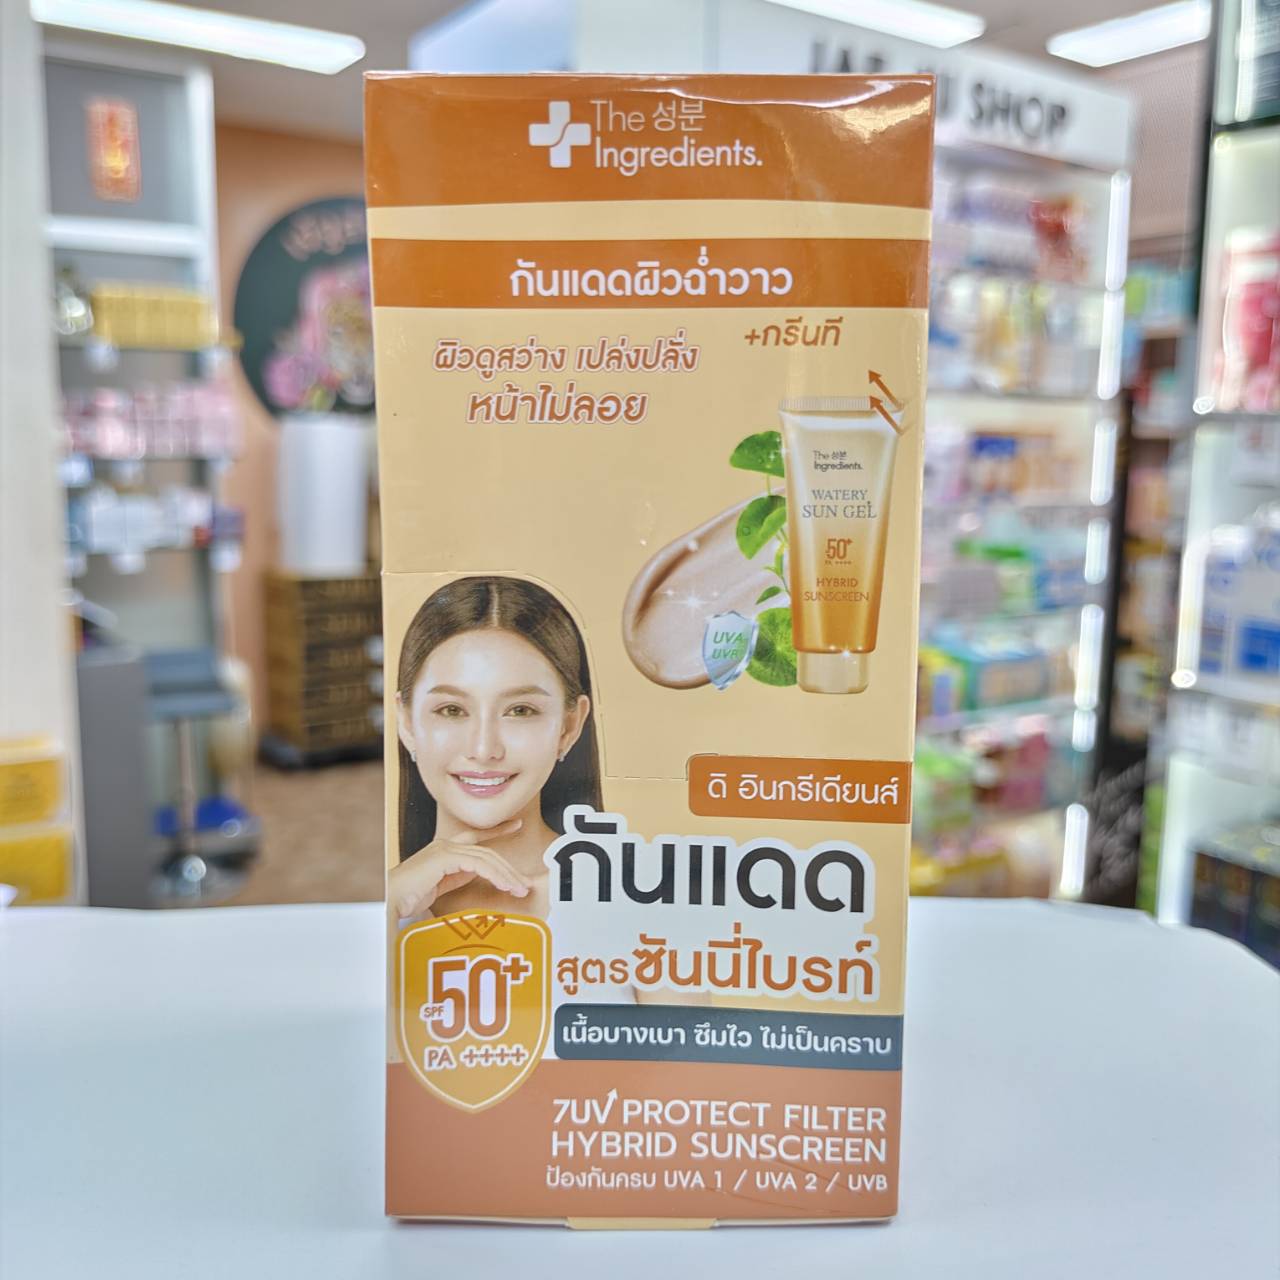 The 성분
Ingredients.
กันแดดผิวฉ่ำวาว
+กรีนที
ผิวดูสว่าง เปล่งปลั่ง
หน้าไม่ลอย
The 성분
Ingredients.
WATERY
SUN GEL
50+
PA ++++
HYBRID
SUNSCREEN
UVA
UVB
ดิ อินกรีเดียนส์
กันแดด
สูตรซันนี่ไบรท์
SPF 50+
PA ++++
เนื้อบางเบา ซึมไว ไม่เป็นคราบ
7UV PROTECT FILTER
HYBRID SUNSCREEN
ป้องกันครบ UVA 1 / UVA 2 / UVB
SHOP